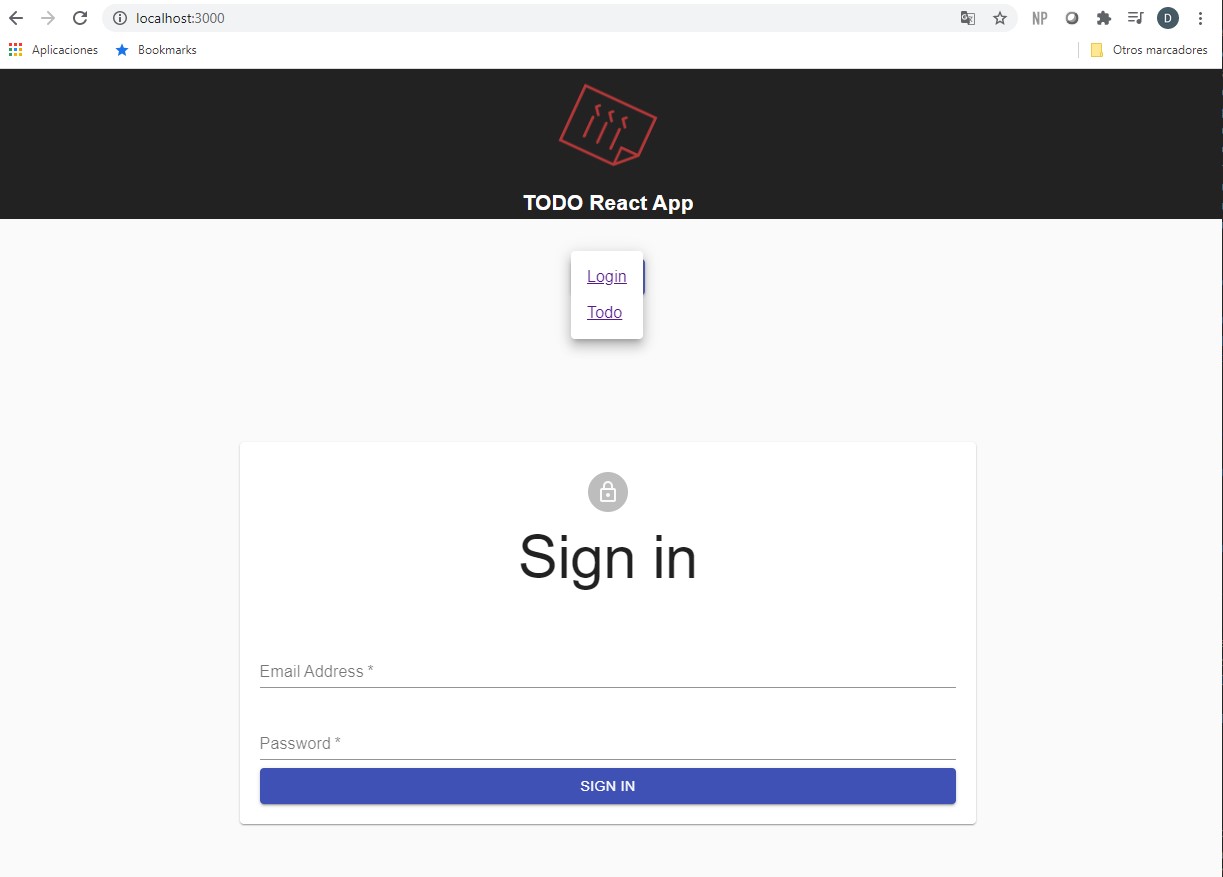 localhost:3000
NP
D
Aplicaciones
Bookmarks
Otros marcadores
TODO React App
Login
Todo
Sign in
Email Address *
Password *
SIGN IN